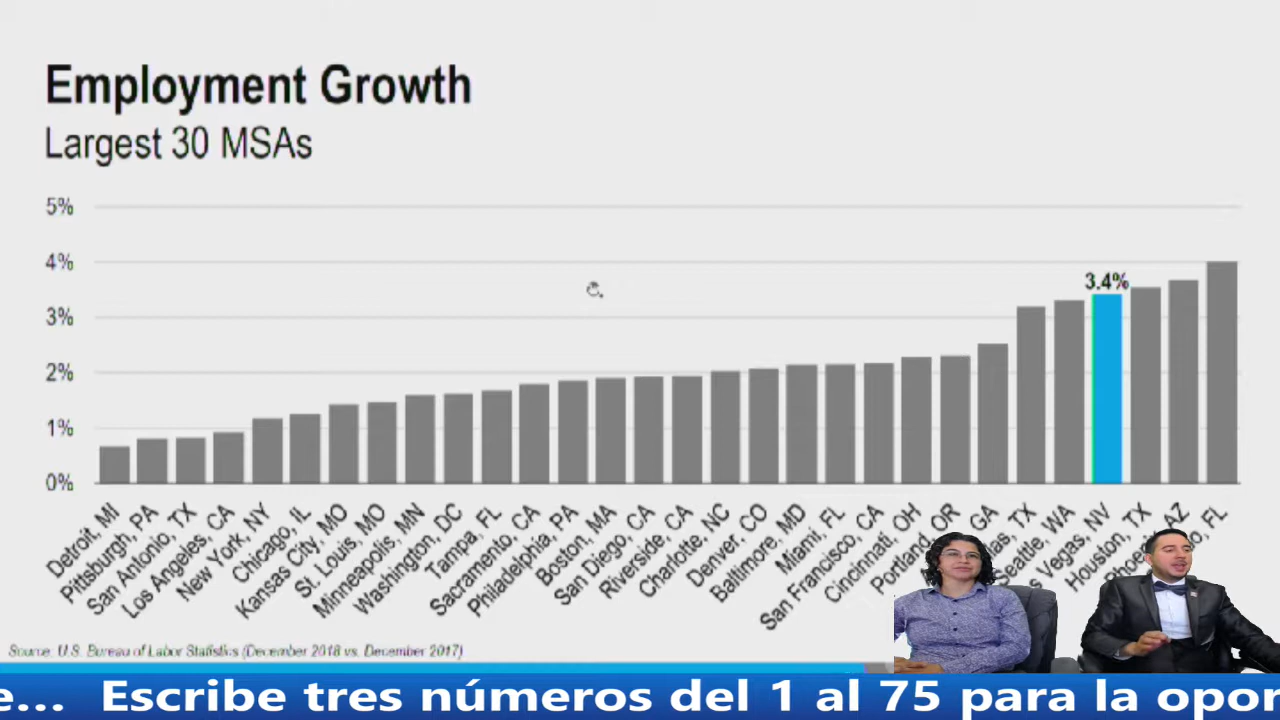 Employment Growth
Largest 30 MSAs
5%
4%
3%
2%
1%
0%
3.4%
Detroit, MI
Pittsburgh, PA
San Antonio, TX
Los Angeles, CA
New York, NY
Chicago, IL
Kansas City, MO
St. Louis, MO
Minneapolis, MN
Washington, DC
Tampa, FL
Sacramento, CA
Philadelphia, PA
Boston, MA
San Diego, CA
Riverside, CA
Charlotte, NC
Denver, CO
Baltimore, MD
Miami, FL
San Francisco, CA
Cincinnati, OH
Portland, OR
GA
TX
Seattle, WA
Vegas, NV
Houston, TX
AZ
FL
Source: U.S. Bureau of Labor Statistics (December 2018 vs. December 2017)
e... Escribe tres números del 1 al 75 para la opor